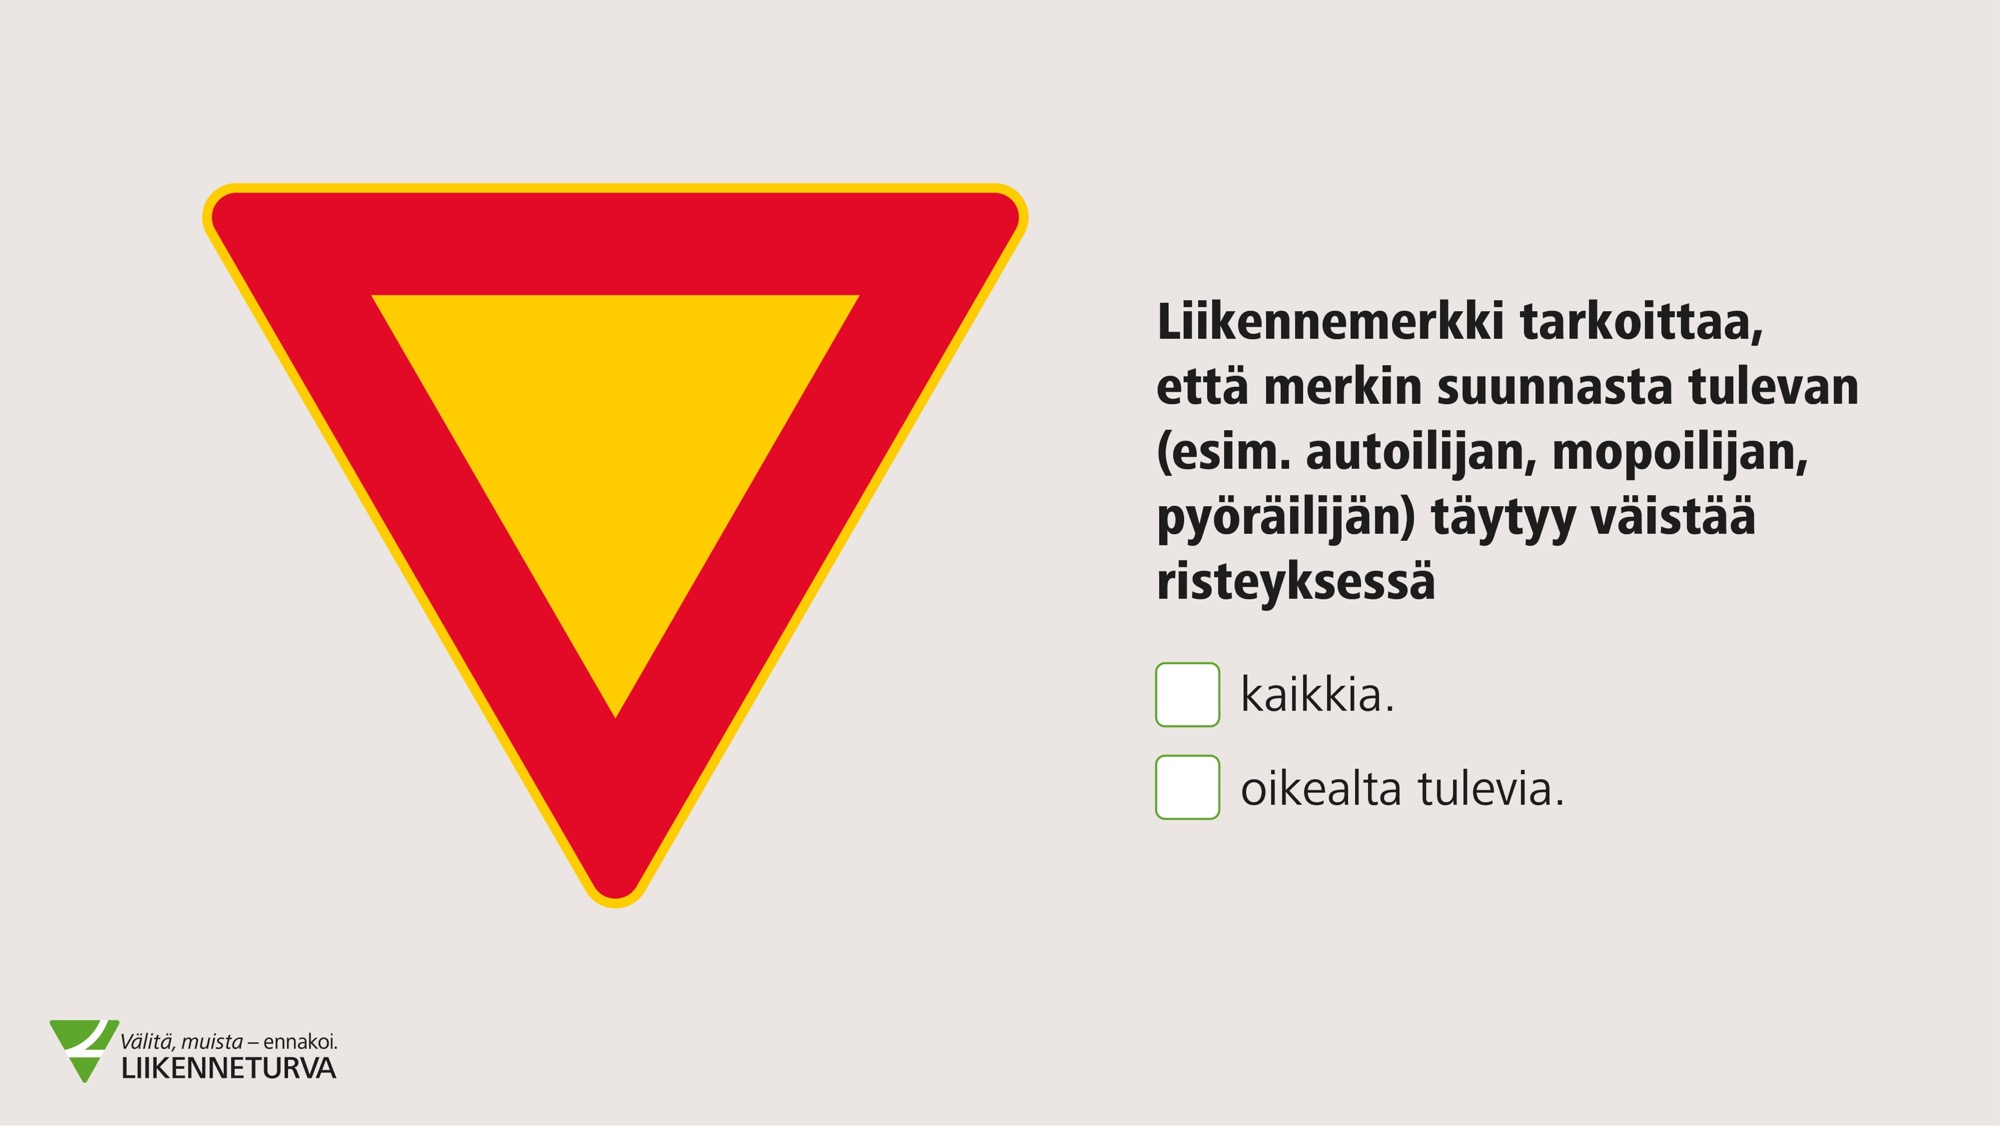 Liikennemerkki tarkoittaa,
että merkin suunnasta tulevan
(esim. autoilijan, mopoilijan,
pyöräilijän) täytyy väistää
risteyksessä
kaikkia.
oikealta tulevia.
Välitä, muista – ennakoi.
LIIKENNETURVA